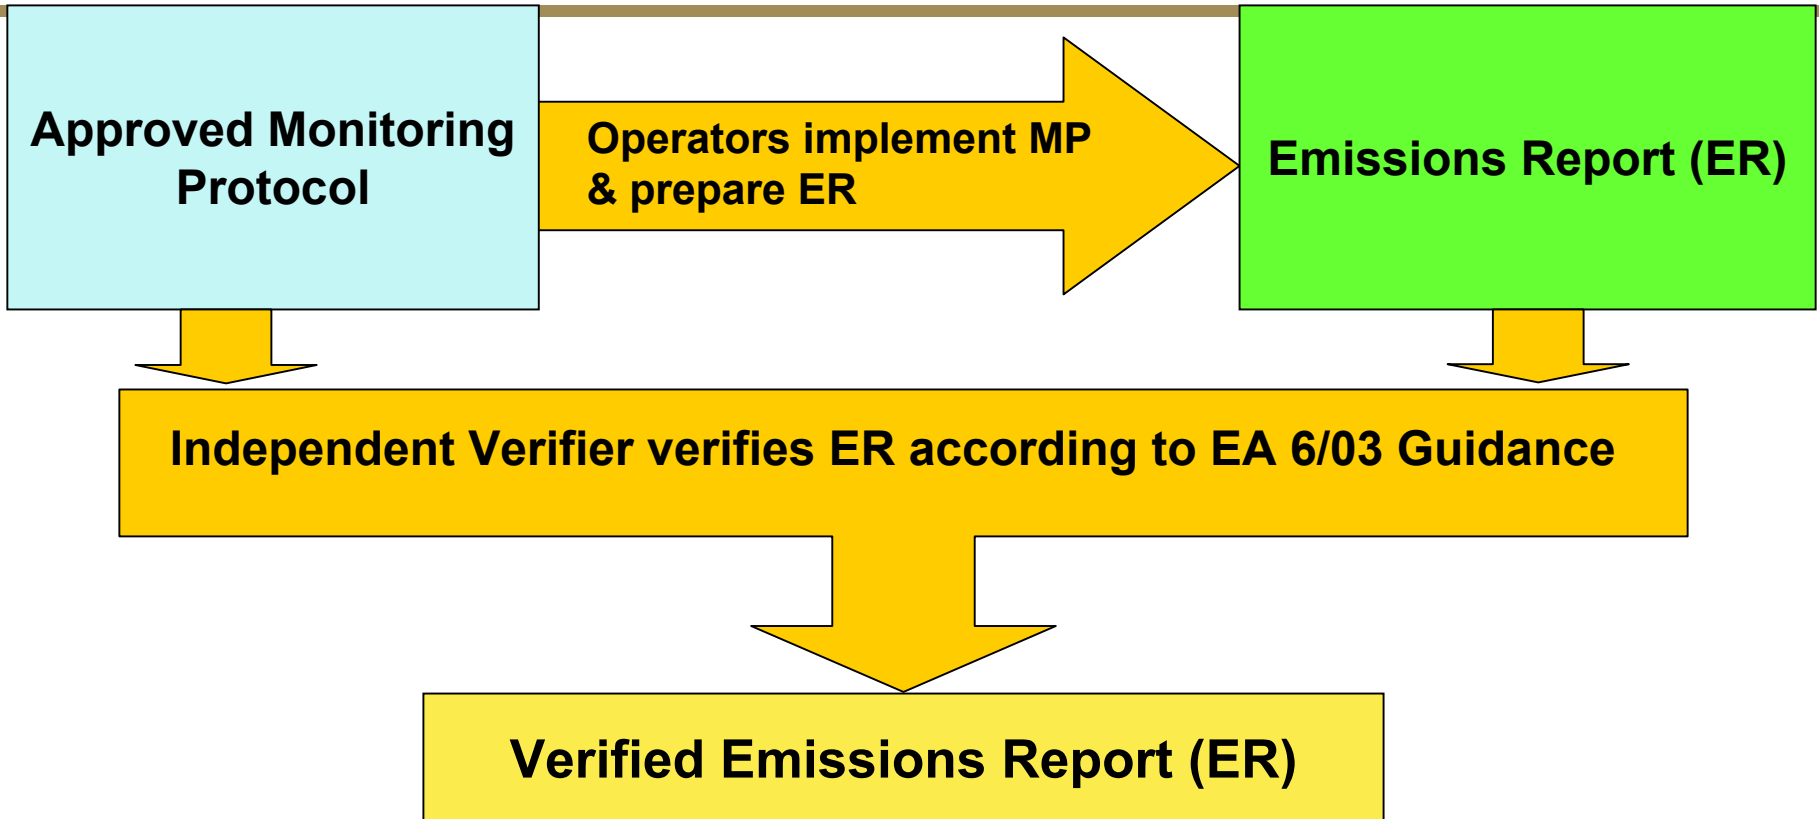 Approved Monitoring
Protocol
Operators implement MP
& prepare ER
Emissions Report (ER)
Independent Verifier verifies ER according to EA 6/03 Guidance
Verified Emissions Report (ER)